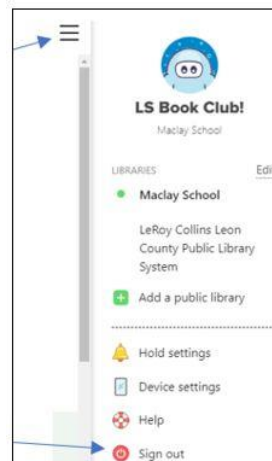 LS Book Club!
Maclay School
LIBRARIES
Maclay School
LeRoy Collins Leon
County Public Library
System
Add a public library
Hold settings
Device settings
Help
Sign out